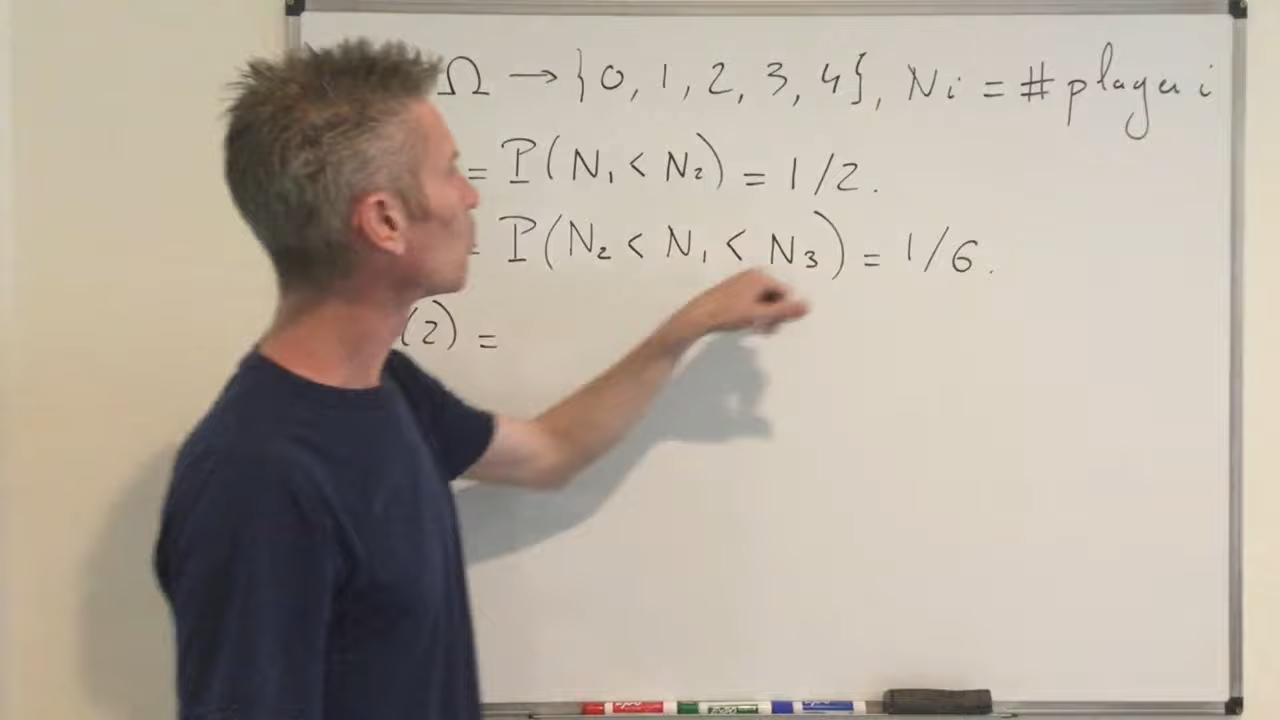 Ω → {0, 1, 2, 3, 4}, Ni = # player i
= P(N₁ < N₂) = 1/2.
= P(N₂ < N₁ < N₃) = 1/6.
(2) =